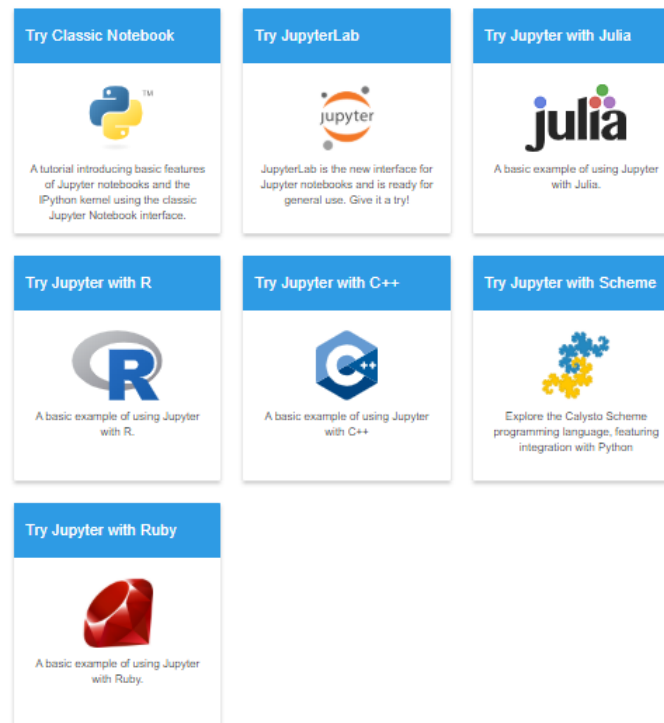 Try Classic Notebook
TM
A tutorial introducing basic features
of Jupyter notebooks and the
IPython kernel using the classic
Jupyter Notebook interface.
Try JupyterLab
jupyter
JupyterLab is the new interface for
Jupyter notebooks and is ready for
general use. Give it a try!
Try Jupyter with Julia
julia
A basic example of using Jupyter
with Julia.
Try Jupyter with R
R
A basic example of using Jupyter
with R.
Try Jupyter with C++
C++
A basic example of using Jupyter
with C++
Try Jupyter with Scheme
Explore the Calysto Scheme
programming language, featuring
integration with Python
Try Jupyter with Ruby
A basic example of using Jupyter
with Ruby.